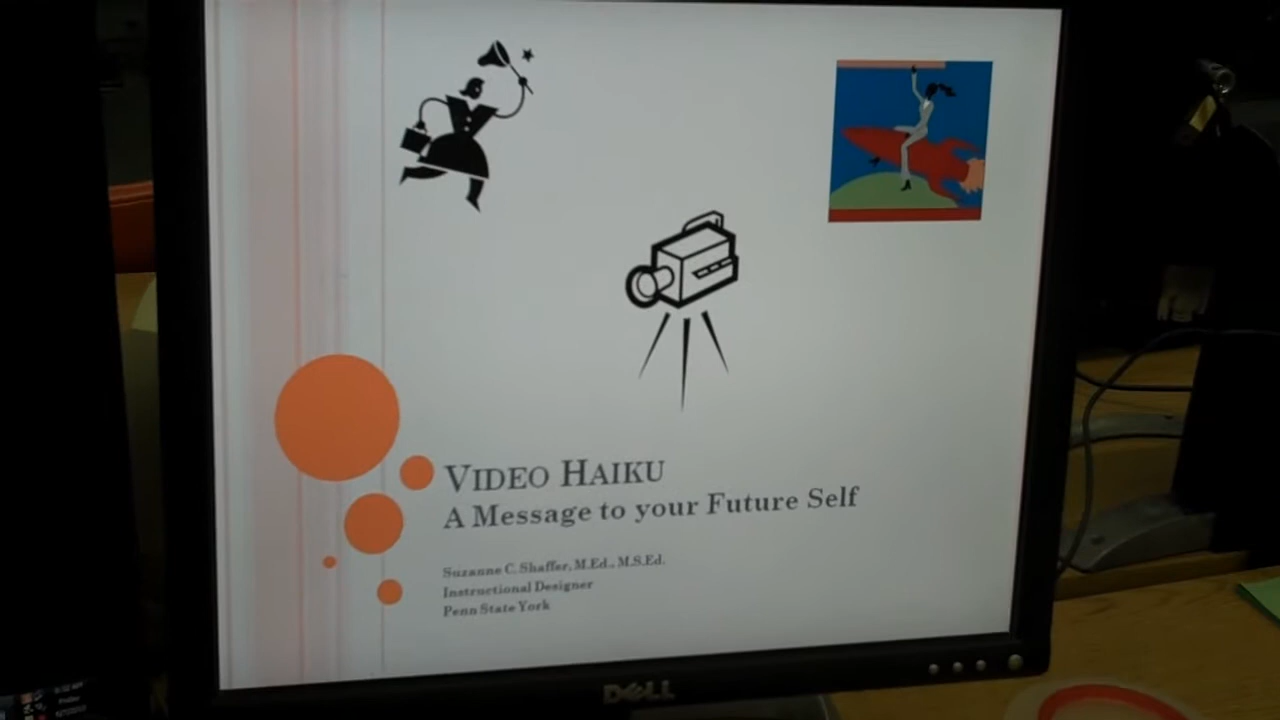 VIDEO HAIKU
A Message to your Future Self
Suzanne C. Shaffer, M.Ed., M.S.Ed.
Instructional Designer
Penn State York
DELL